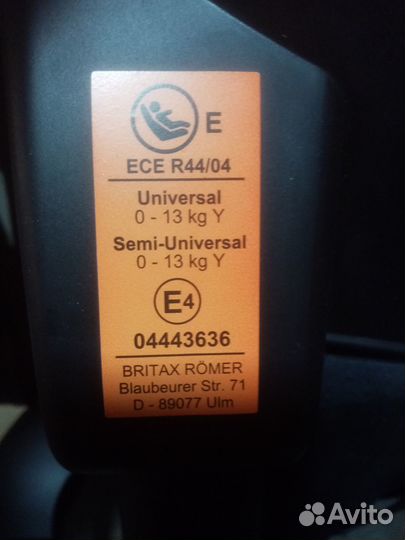 E
ECE R44/04
Universal
0 - 13 kg Y
Semi-Universal
0 - 13 kg Y
E4
04443636
BRITAX RÖMER
Blaubeurer Str. 71
D - 89077 Ulm
Avito